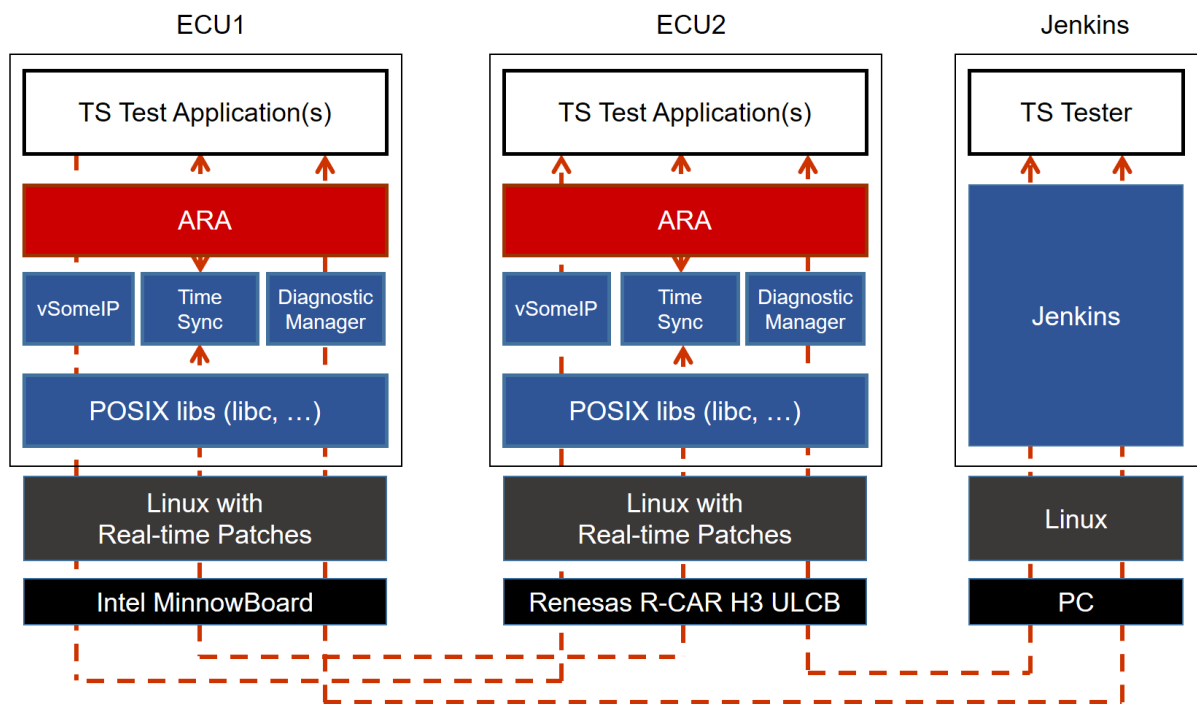 ECU1
ECU2
Jenkins
TS Test Application(s)
TS Test Application(s)
TS Tester
ARA
ARA
Jenkins
vSomeIP
Time
Sync
Diagnostic
Manager
vSomeIP
Time
Sync
Diagnostic
Manager
POSIX libs (libc, …)
POSIX libs (libc, …)
Linux with
Real-time Patches
Linux with
Real-time Patches
Linux
Intel MinnowBoard
Renesas R-CAR H3 ULCB
PC